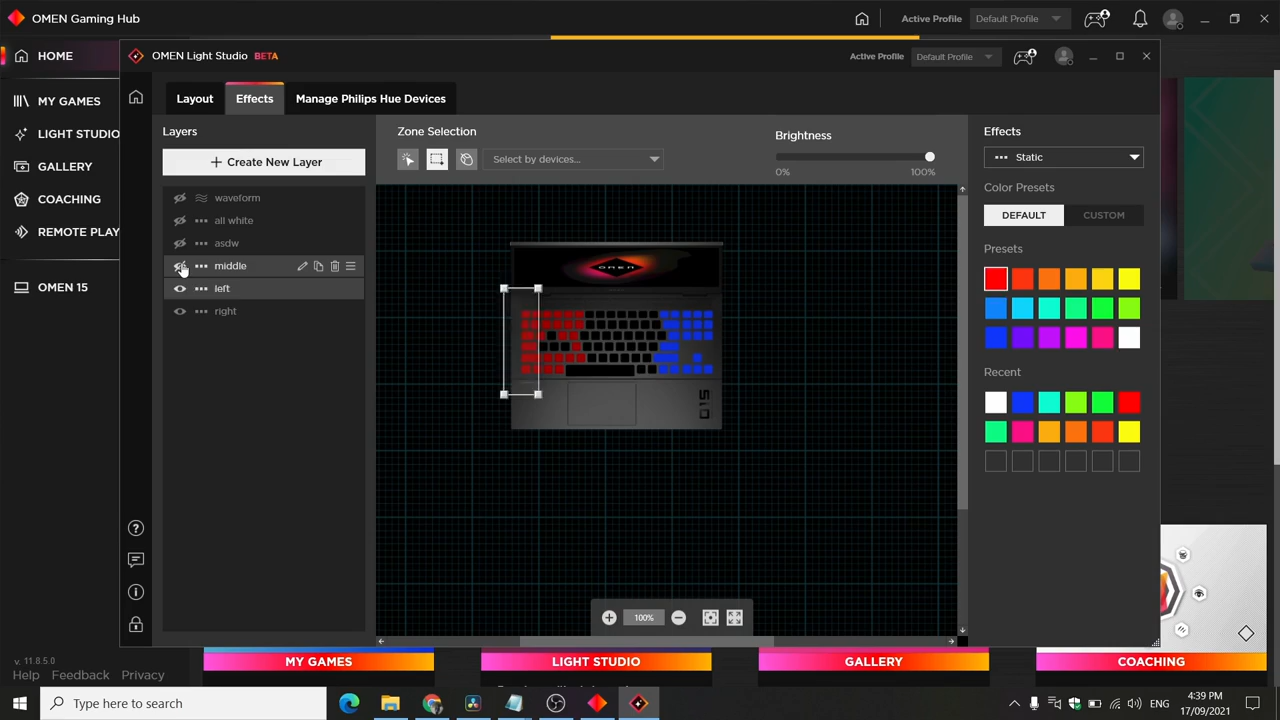 OMEN Gaming Hub
Active Profile
Default Profile
OMEN Light Studio BETA
Active Profile
Default Profile
HOME
MY GAMES
LIGHT STUDIO
GALLERY
COACHING
REMOTE PLAY
OMEN 15
Layout
Effects
Manage Philips Hue Devices
Layers
+ Create New Layer
waveform
all white
asdw
middle
left
right
Zone Selection
Select by devices...
Brightness
0%
100%
OMEN
15
100%
Effects
Static
Color Presets
DEFAULT
CUSTOM
Presets
Recent
v. 11.8.5.0
Help
Feedback
Privacy
MY GAMES
LIGHT STUDIO
GALLERY
COACHING
Type here to search
ENG
4:39 PM
17/09/2021